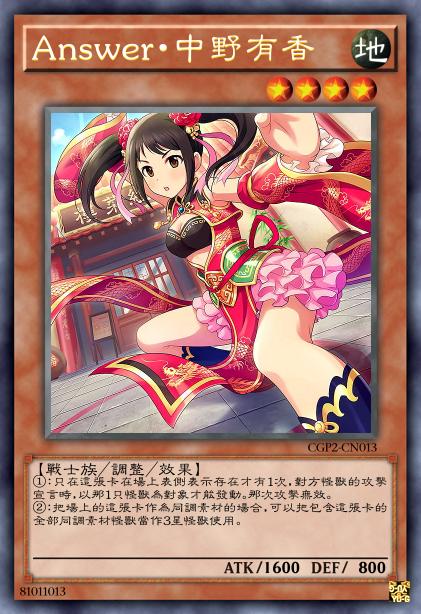 Answer・中野有香
地
CGP2-CN013
【戰士族/調整/效果】
①:只在這張卡在場上表側表示存在才有1次,對方怪獸的攻擊
宣言時,以那1只怪獸為對象才能發動。那次攻擊無效。
②:把場上的這張卡作為同調素材的場合,可以把包含這張卡的
全部同調素材怪獸當作3星怪獸使用。
ATK/1600 DEF/ 800
81011013